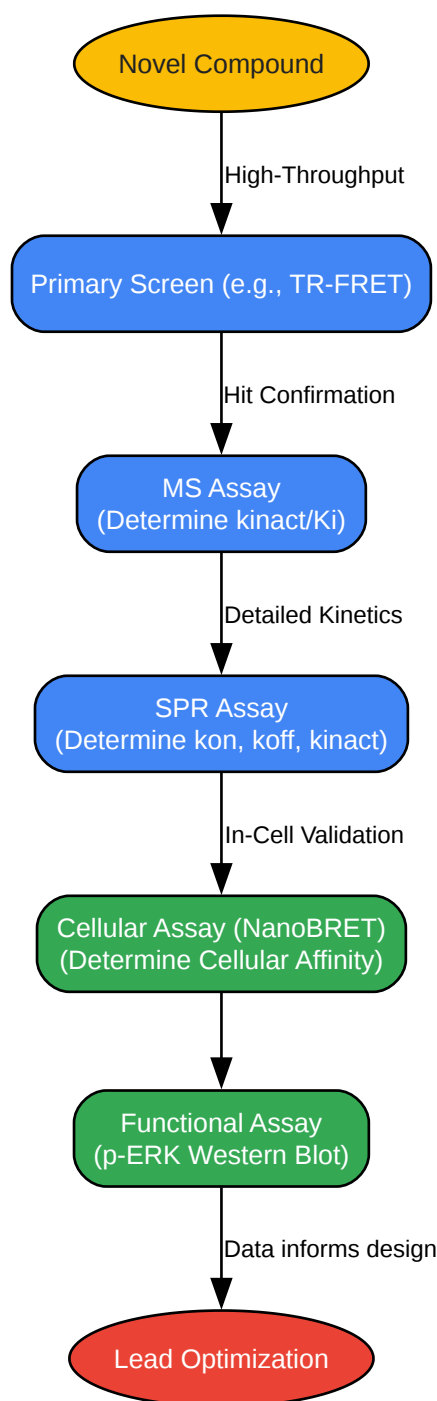 Novel Compound
High-Throughput
Primary Screen (e.g., TR-FRET)
Hit Confirmation
MS Assay
(Determine kinact/Ki)
Detailed Kinetics
SPR Assay
(Determine kon, koff, kinact)
In-Cell Validation
Cellular Assay (NanoBRET)
(Determine Cellular Affinity)
Functional Assay
(p-ERK Western Blot)
Data informs design
Lead Optimization